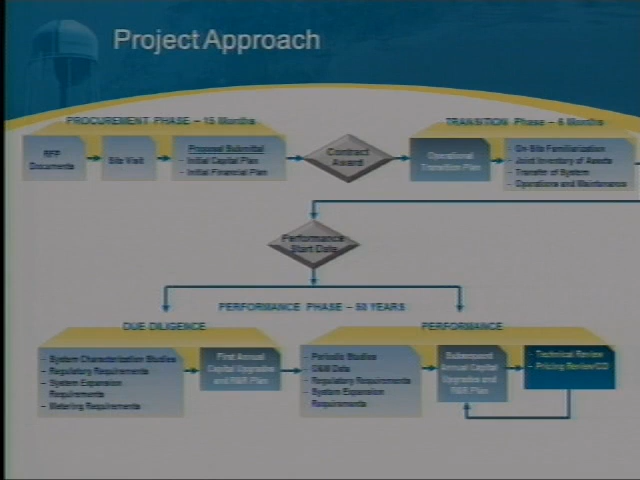 Project Approach
PROCUREMENT PHASE – 15 Months
TRANSITION Phase – 6 Months
RFP
Documents
Site Visit
Proposal Submittal
– Initial Capital Plan
– Initial Financial Plan
Contract
Award
Operational
Transition Plan
– On Site Familiarization
– Joint Inventory of Assets
– Transfer of System
– Operations and Maintenance
Performance
Start Date
PERFORMANCE PHASE – 50 YEARS
DUE DILIGENCE
– System Characterization Studies
– Regulatory Requirements
– System Expansion
Requirements
– Metering Requirements
First Annual
Capital Upgrades
and R&R Plan
PERFORMANCE
– Periodic Studies
– O&M Data
– Regulatory Requirements
– System Expansion
Requirements
Subsequent
Annual Capital
Upgrades and
R&R Plan
– Technical Review
– Pricing Review/CO